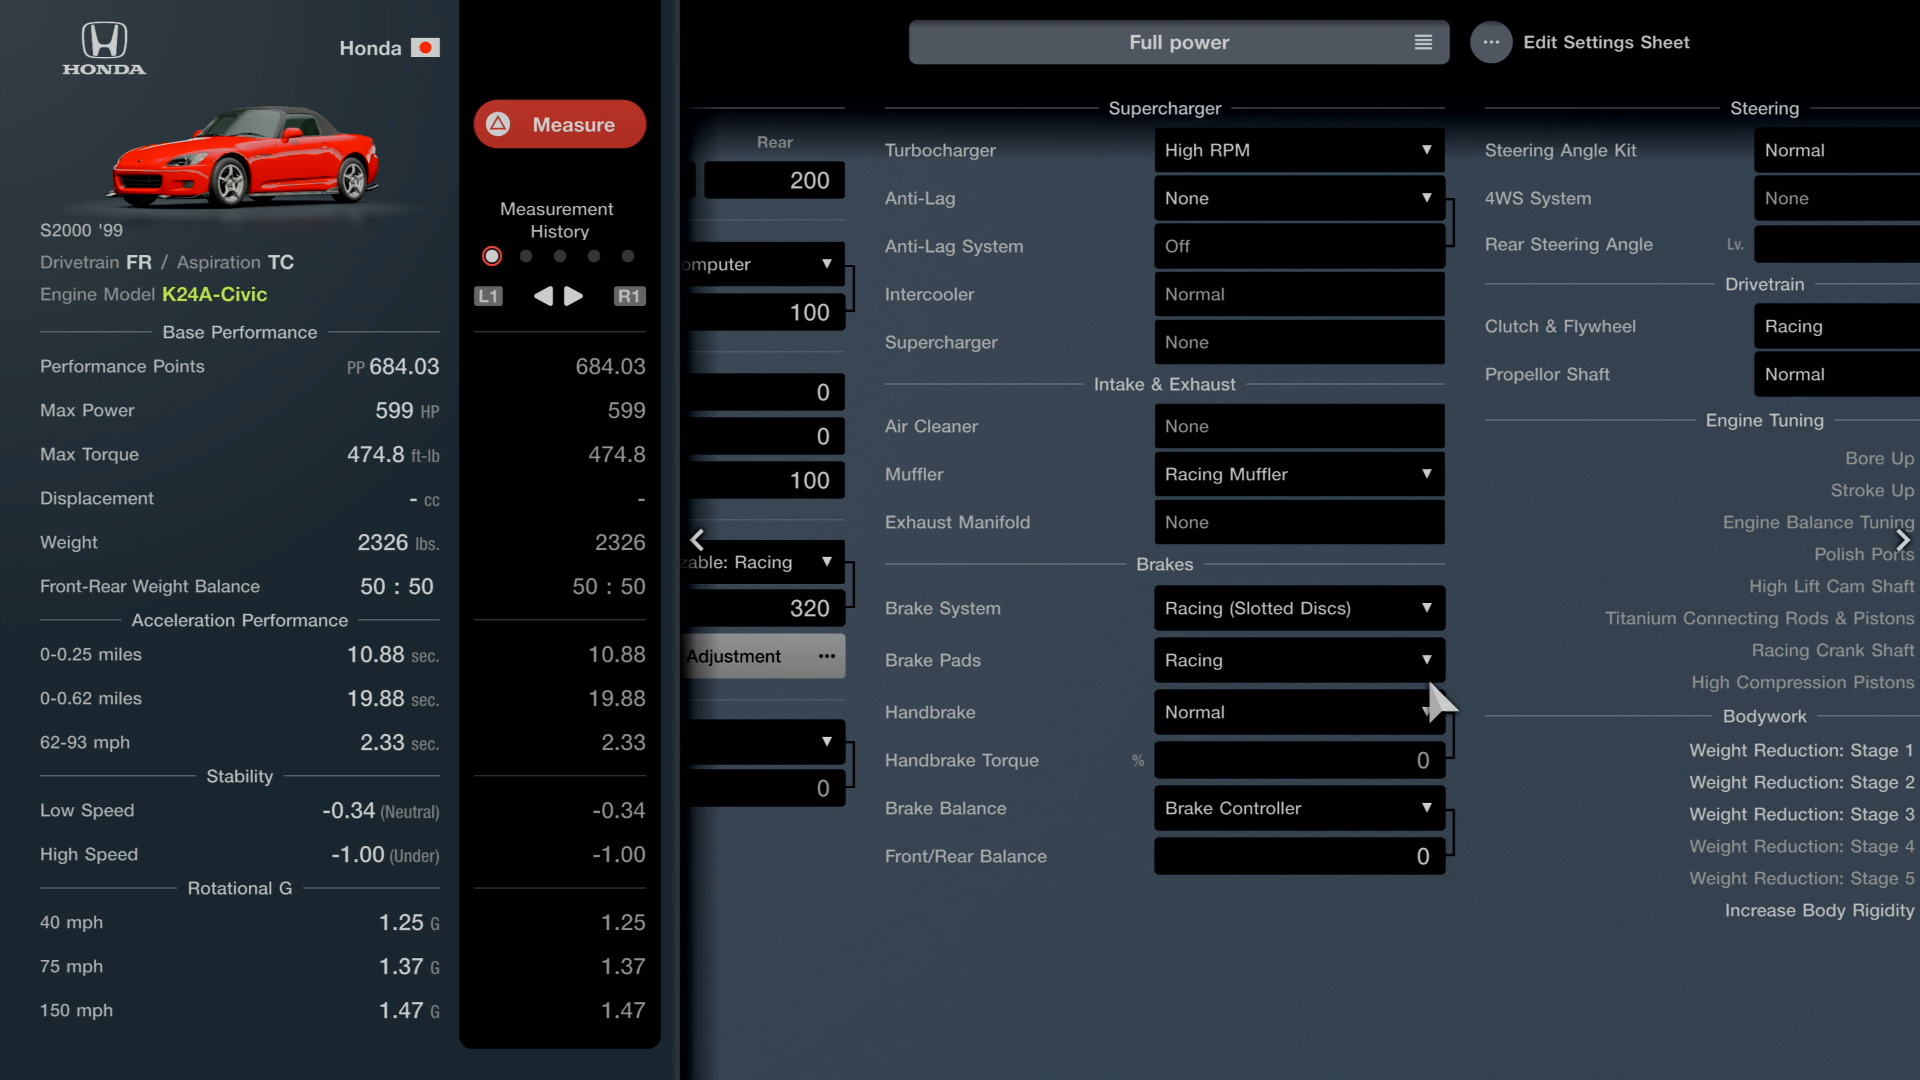 HONDA
Honda
S2000 '99
Drivetrain FR / Aspiration TC
Engine Model K24A-Civic
Base Performance
Performance Points PP 684.03
Max Power 599 HP
Max Torque 474.8 ft-lb
Displacement - cc
Weight 2326 lbs.
Front-Rear Weight Balance 50 : 50
Acceleration Performance
0-0.25 miles 10.88 sec.
0-0.62 miles 19.88 sec.
62-93 mph 2.33 sec.
Stability
Low Speed -0.34 (Neutral)
High Speed -1.00 (Under)
Rotational G
40 mph 1.25 G
75 mph 1.37 G
150 mph 1.47 G
Measure
Measurement
History
L1 R1
684.03
599
474.8
-
2326
50 : 50
10.88
19.88
2.33
-0.34
-1.00
1.25
1.37
1.47
Full power
Edit Settings Sheet
Rear
200
omputer
100
0
0
100
zable: Racing
320
Adjustment
0
Supercharger
Turbocharger High RPM
Anti-Lag None
Anti-Lag System Off
Intercooler Normal
Supercharger None
Intake & Exhaust
Air Cleaner None
Muffler Racing Muffler
Exhaust Manifold None
Brakes
Brake System Racing (Slotted Discs)
Brake Pads Racing
Handbrake Normal
Handbrake Torque % 0
Brake Balance Brake Controller
Front/Rear Balance 0
Steering
Steering Angle Kit Normal
4WS System None
Rear Steering Angle Lv.
Drivetrain
Clutch & Flywheel Racing
Propellor Shaft Normal
Engine Tuning
Bore Up
Stroke Up
Engine Balance Tuning
Polish Ports
High Lift Cam Shaft
Titanium Connecting Rods & Pistons
Racing Crank Shaft
High Compression Pistons
Bodywork
Weight Reduction: Stage 1
Weight Reduction: Stage 2
Weight Reduction: Stage 3
Weight Reduction: Stage 4
Weight Reduction: Stage 5
Increase Body Rigidity